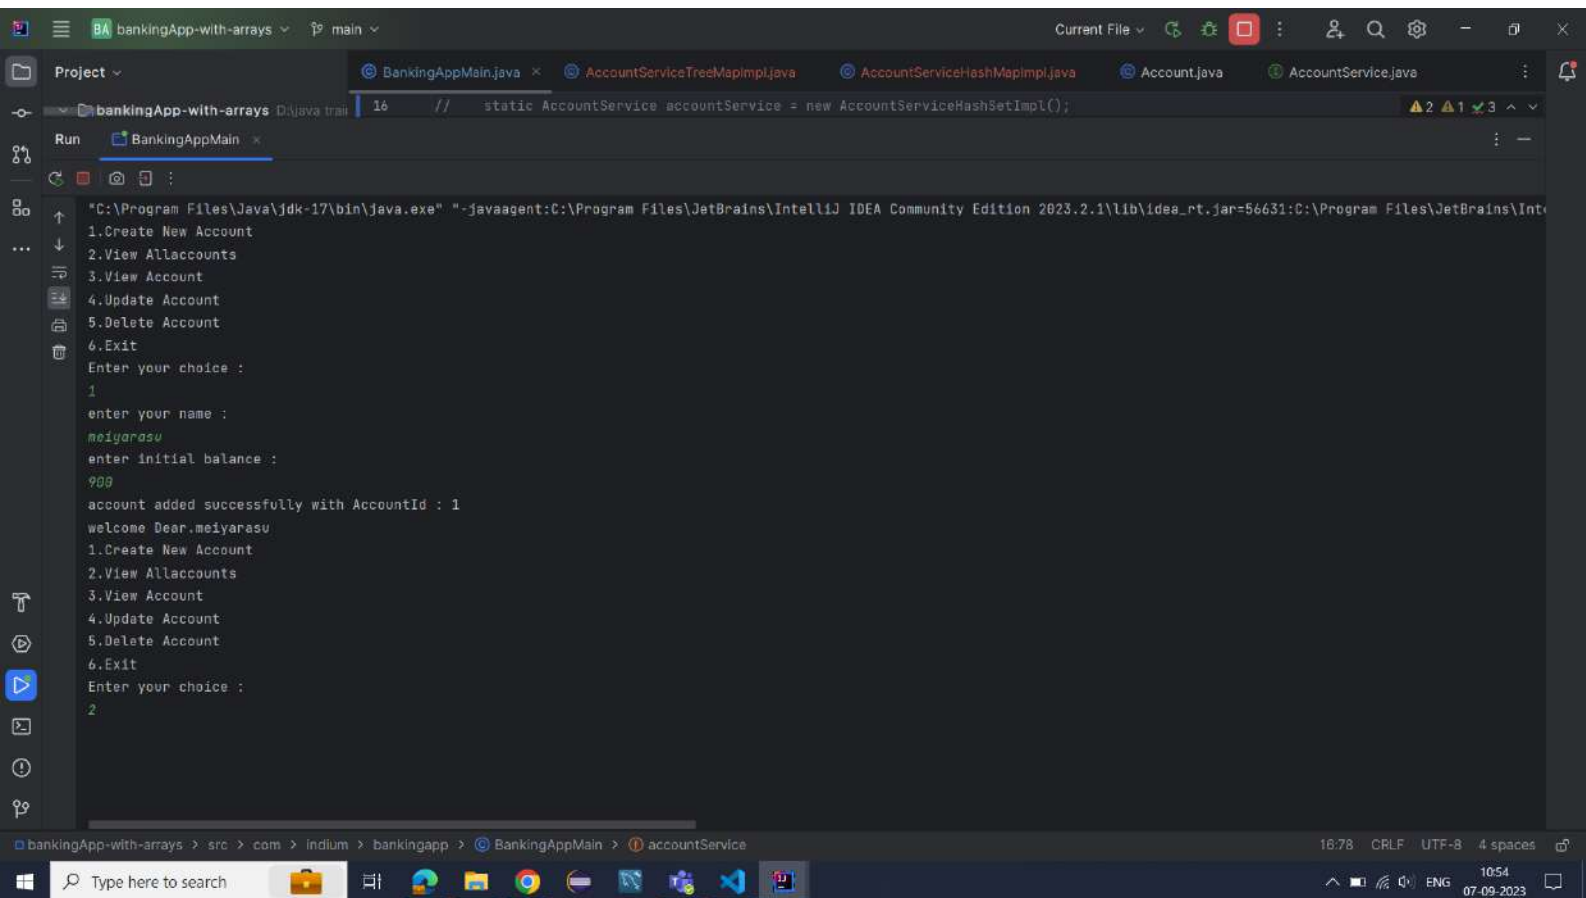 BA bankingApp-with-arrays main Current File
Project BankingAppMain.java AccountServiceTreeMapImpl.java AccountServiceHashMapImpl.java Account.java AccountService.java
bankingApp-with-arrays D:\java trai 16 // static AccountService accountService = new AccountServiceHashSetImpl(); 2 1 3
Run BankingAppMain
"C:\Program Files\Java\jdk-17\bin\java.exe" "-javaagent:C:\Program Files\JetBrains\IntelliJ IDEA Community Edition 2023.2.1\lib\idea_rt.jar=56631:C:\Program Files\JetBrains\Int
1.Create New Account
2.View Allaccounts
3.View Account
4.Update Account
5.Delete Account
6.Exit
Enter your choice :
1
enter your name :
meiyarasu
enter initial balance :
900
account added successfully with AccountId : 1
welcome Dear.meiyarasu
1.Create New Account
2.View Allaccounts
3.View Account
4.Update Account
5.Delete Account
6.Exit
Enter your choice :
2
bankingApp-with-arrays > src > com > indium > bankingapp > BankingAppMain > accountService 16:78 CRLF UTF-8 4 spaces
Type here to search ENG 10:54
07-09-2023